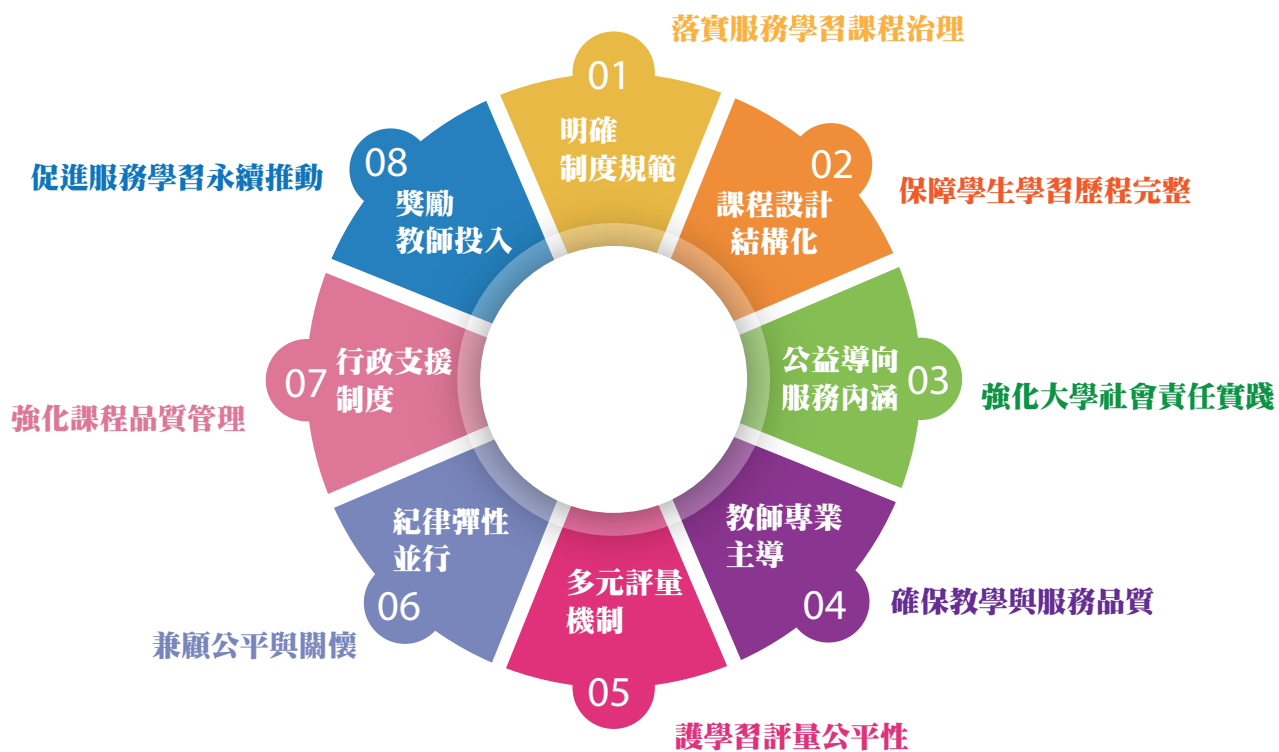 落實服務學習課程治理
01
明確
制度規範
02
課程設計
結構化
保障學生學習歷程完整
公益導向
服務內涵
03
強化大學社會責任實踐
教師專業
主導
04
確保教學與服務品質
多元評量
機制
05
護學習評量公平性
紀律彈性
並行
06
兼顧公平與關懷
07
行政支援
制度
強化課程品質管理
08
獎勵
教師投入
促進服務學習永續推動